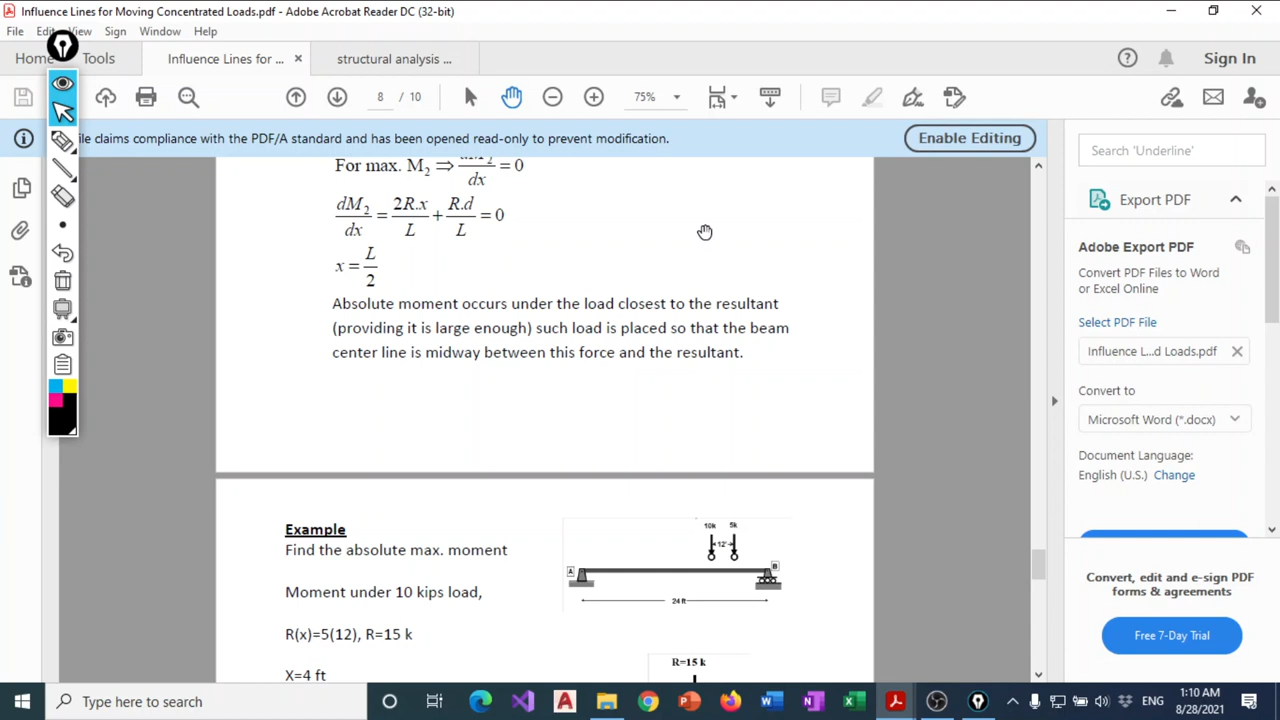 Influence Lines for Moving Concentrated Loads.pdf - Adobe Acrobat Reader DC (32-bit)
File Edit View Sign Window Help
Home Tools Influence Lines for ... × structural analysis ... Sign In
8 / 10 75%
ile claims compliance with the PDF/A standard and has been opened read-only to prevent modification. Enable Editing
For max. M₂ ⇒ dM₂/dx = 0
dM₂/dx = 2R.x/L + R.d/L = 0
x = L/2
Absolute moment occurs under the load closest to the resultant
(providing it is large enough) such load is placed so that the beam
center line is midway between this force and the resultant.
Example
Find the absolute max. moment
Moment under 10 kips load,
R(x)=5(12), R=15 k
X=4 ft
10k 5k
12'
A B
24 ft
R=15 k
Search 'Underline'
Export PDF
Adobe Export PDF
Convert PDF Files to Word
or Excel Online
Select PDF File
Influence L...d Loads.pdf ×
Convert to
Microsoft Word (*.docx)
Document Language:
English (U.S.) Change
Convert, edit and e-sign PDF
forms & agreements
Free 7-Day Trial
Type here to search
ENG
1:10 AM
8/28/2021